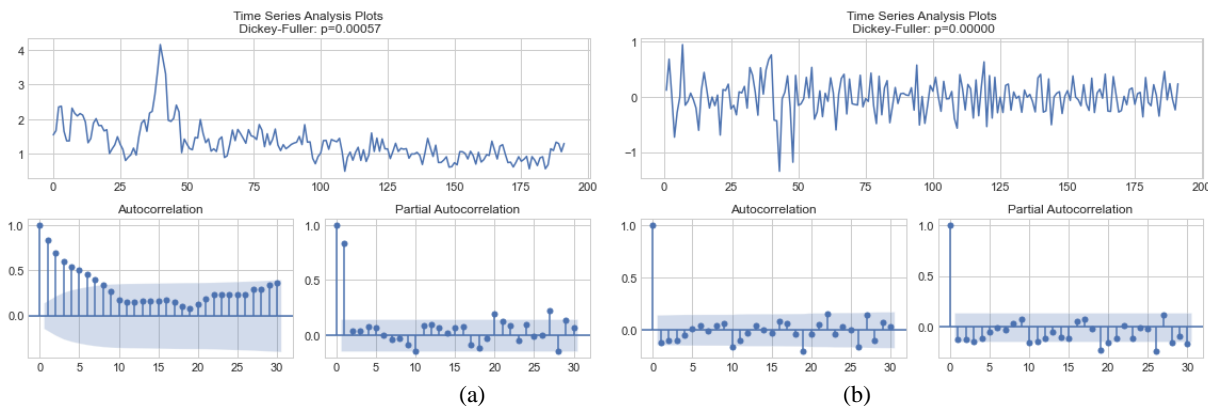 Time Series Analysis Plots
Dickey-Fuller: p=0.00057
4
3
2
1
0 25 50 75 100 125 150 175 200
Autocorrelation
1.0
0.5
0.0
0 5 10 15 20 25 30
Partial Autocorrelation
1.0
0.5
0.0
0 5 10 15 20 25 30
(a)
Time Series Analysis Plots
Dickey-Fuller: p=0.00000
1
0
−1
0 25 50 75 100 125 150 175 200
Autocorrelation
1.0
0.5
0.0
0 5 10 15 20 25 30
Partial Autocorrelation
1.0
0.5
0.0
0 5 10 15 20 25 30
(b)